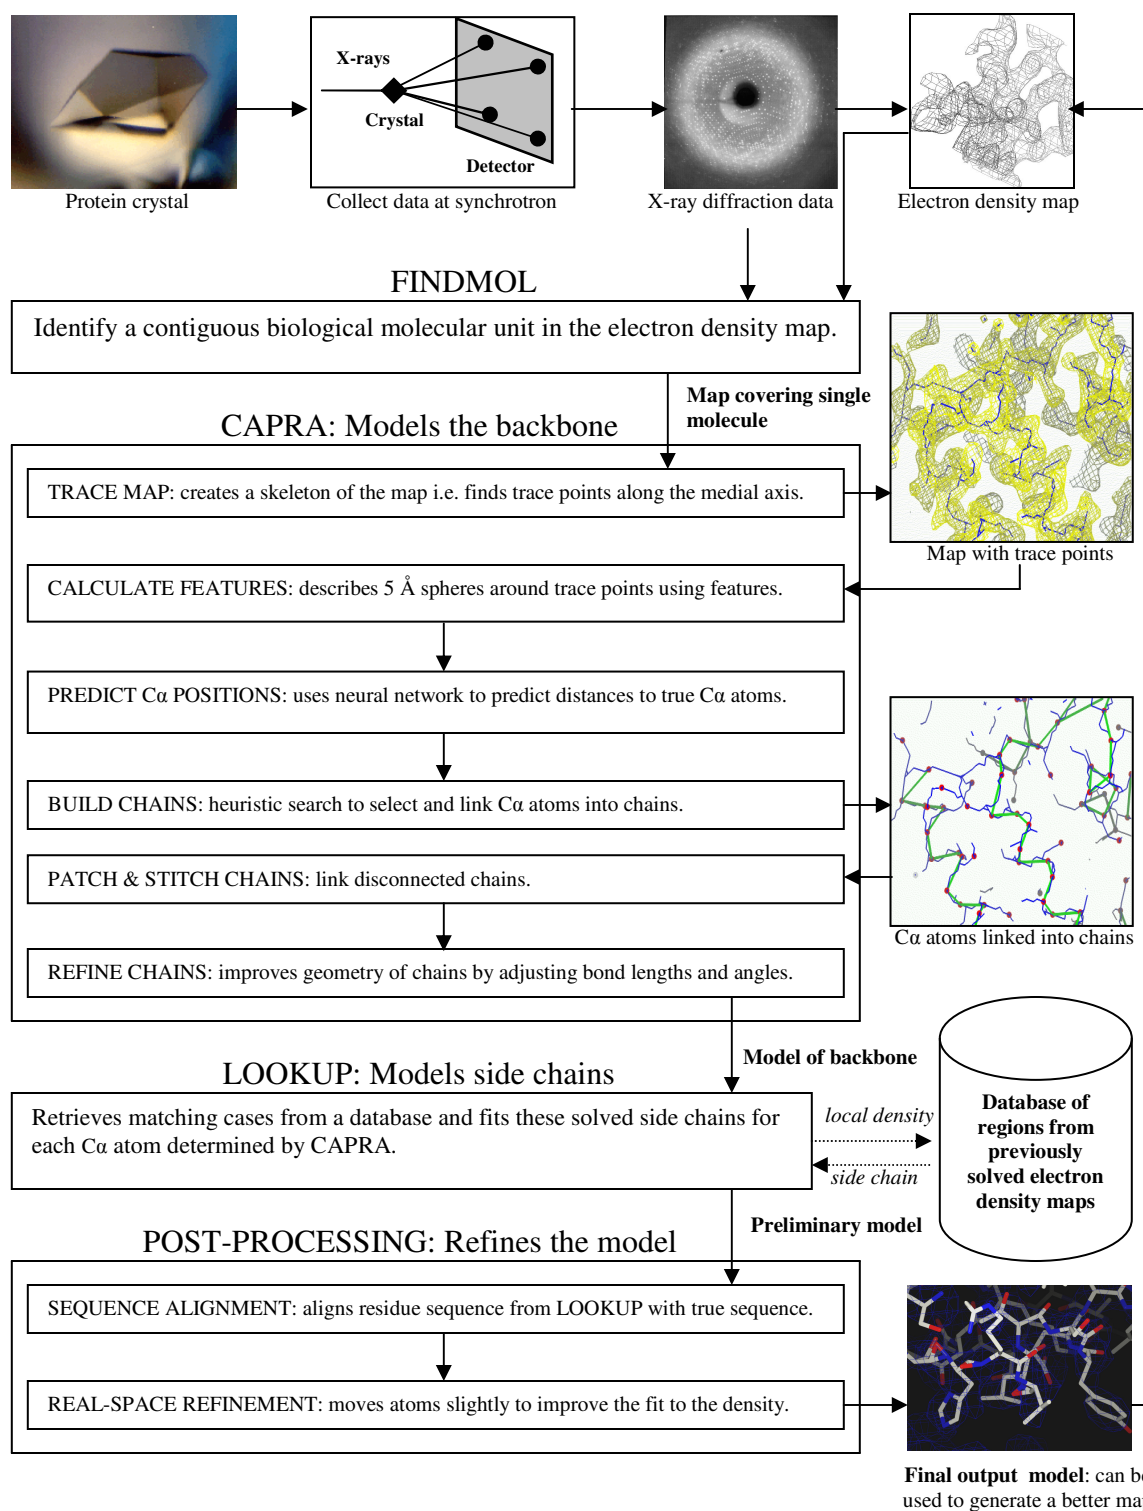 X-rays
Crystal
Detector
Protein crystal
Collect data at synchrotron
X-ray diffraction data
Electron density map
FINDMOL
Identify a contiguous biological molecular unit in the electron density map.
Map covering single
molecule
CAPRA: Models the backbone
TRACE MAP: creates a skeleton of the map i.e. finds trace points along the medial axis.
Map with trace points
CALCULATE FEATURES: describes 5 Å spheres around trace points using features.
PREDICT Cα POSITIONS: uses neural network to predict distances to true Cα atoms.
BUILD CHAINS: heuristic search to select and link Cα atoms into chains.
PATCH & STITCH CHAINS: link disconnected chains.
Cα atoms linked into chains
REFINE CHAINS: improves geometry of chains by adjusting bond lengths and angles.
Model of backbone
LOOKUP: Models side chains
Retrieves matching cases from a database and fits these solved side chains for
each Cα atom determined by CAPRA.
local density
side chain
Database of
regions from
previously
solved electron
density maps
Preliminary model
POST-PROCESSING: Refines the model
SEQUENCE ALIGNMENT: aligns residue sequence from LOOKUP with true sequence.
REAL-SPACE REFINEMENT: moves atoms slightly to improve the fit to the density.
Final output model: can be
used to generate a better